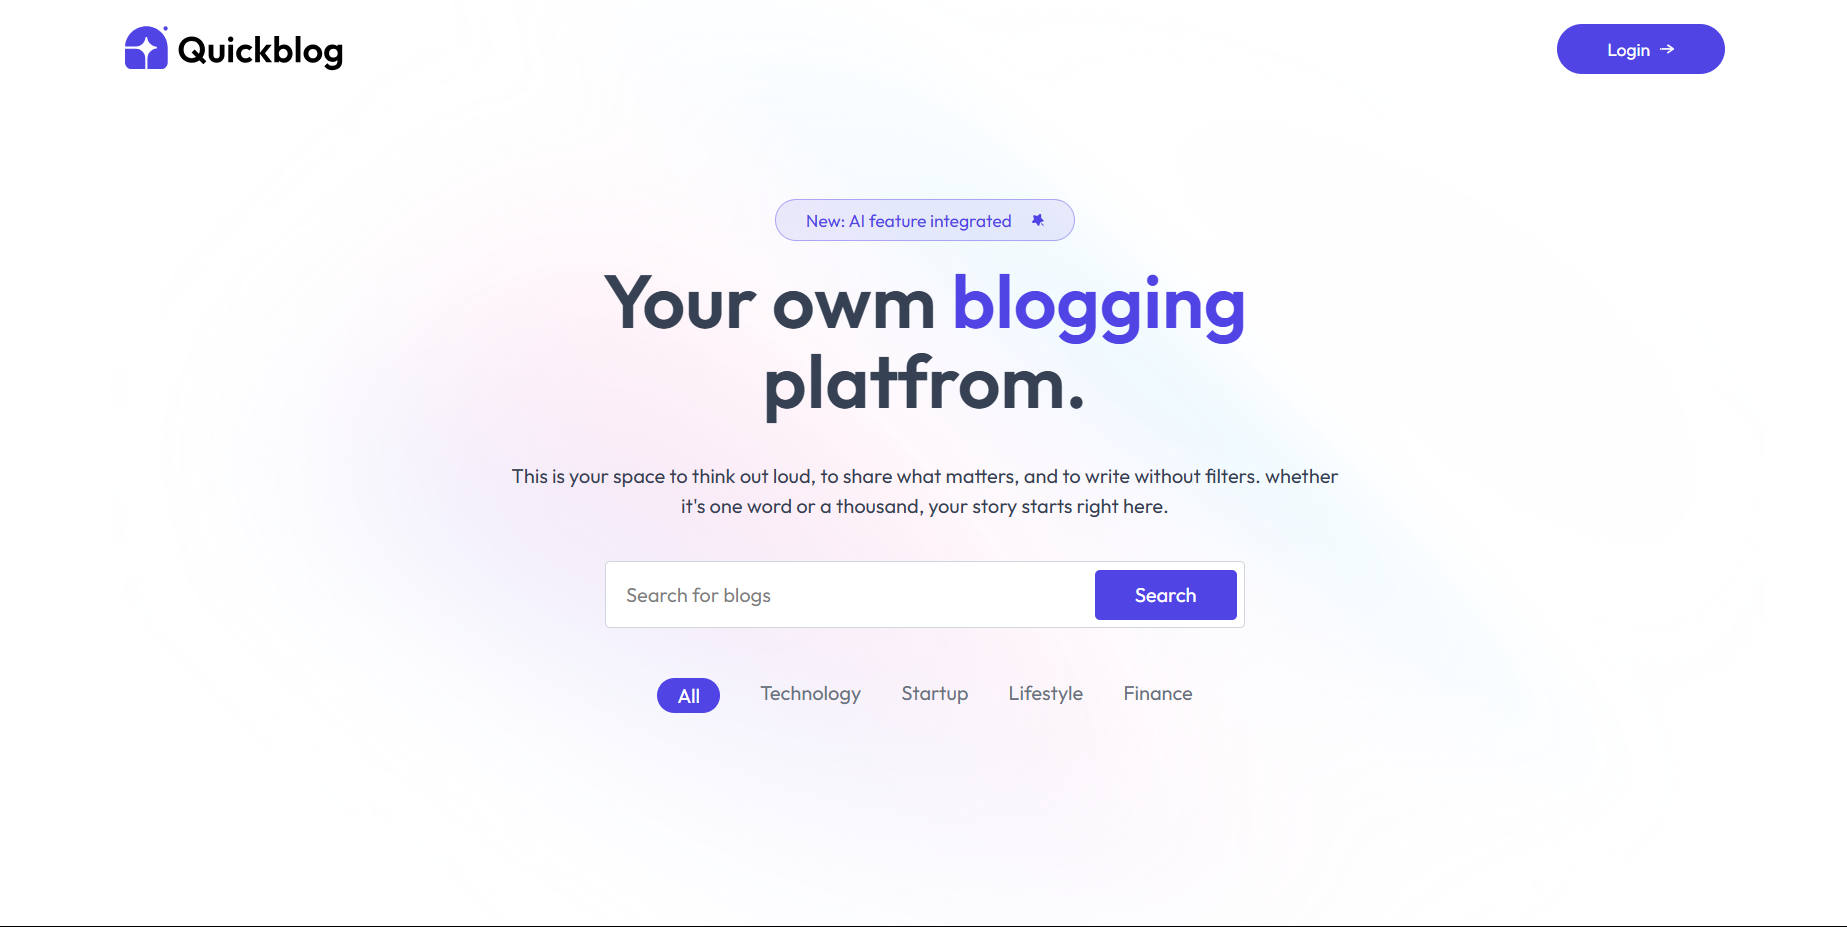 Quickblog
Login →
New: AI feature integrated
Your owm blogging
platfrom.
This is your space to think out loud, to share what matters, and to write without filters. whether
it's one word or a thousand, your story starts right here.
Search for blogs
Search
All
Technology
Startup
Lifestyle
Finance